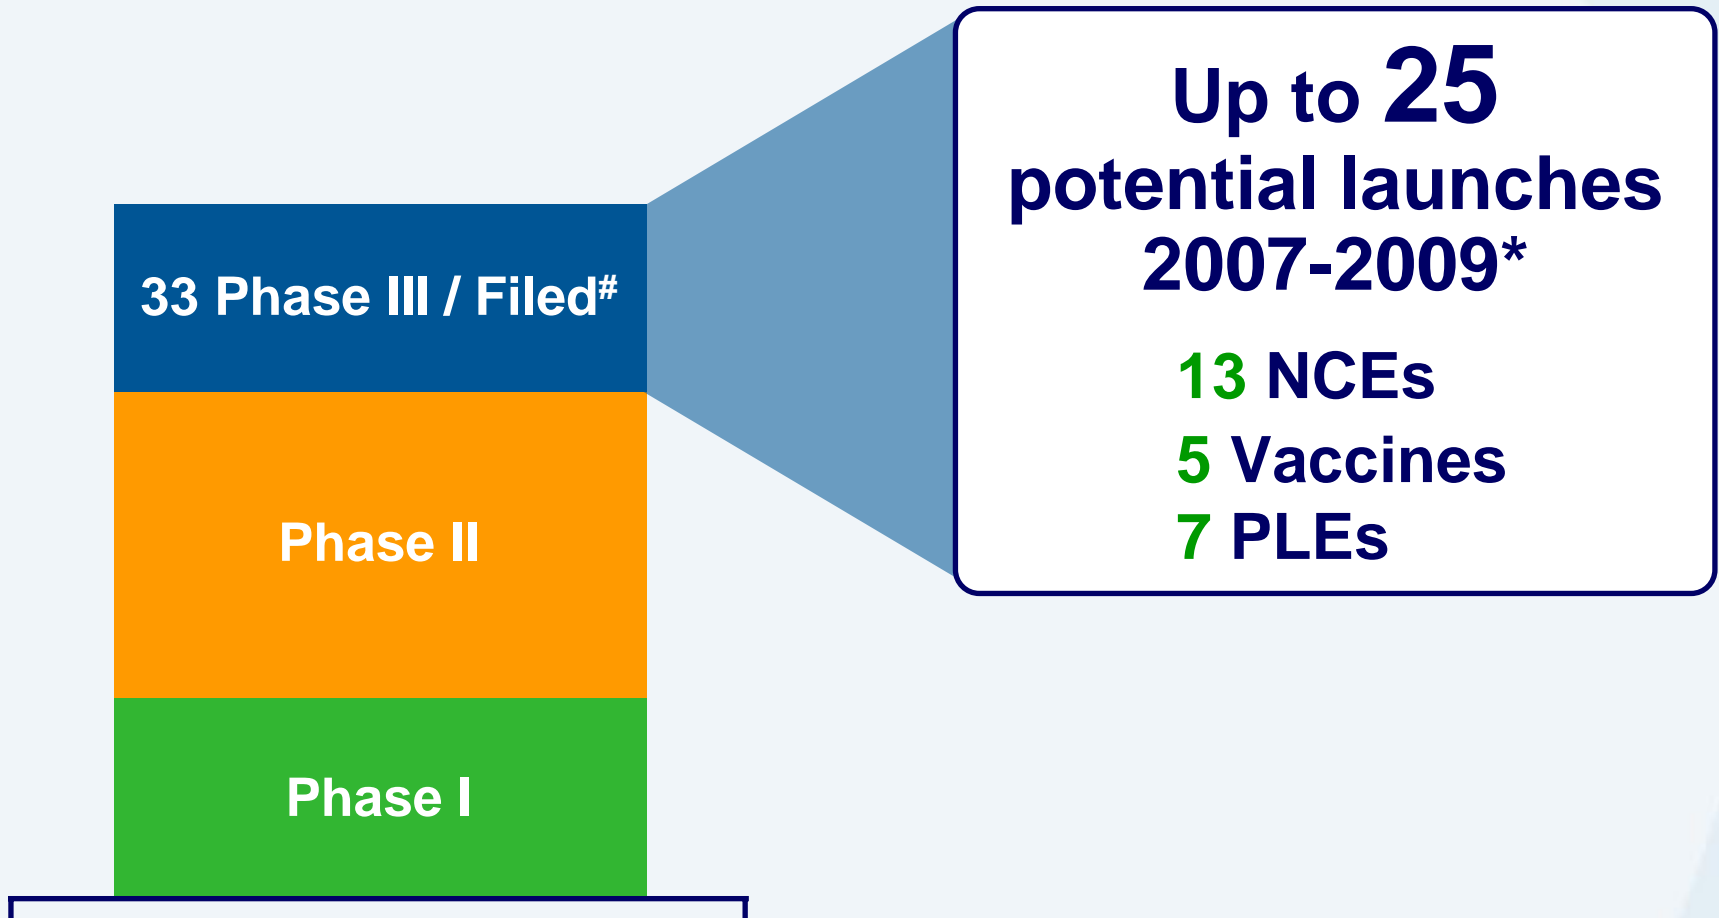 Up to 25
potential launches
2007-2009*
13 NCEs
5 Vaccines
7 PLEs
33 Phase III / Filed#
Phase II
Phase I